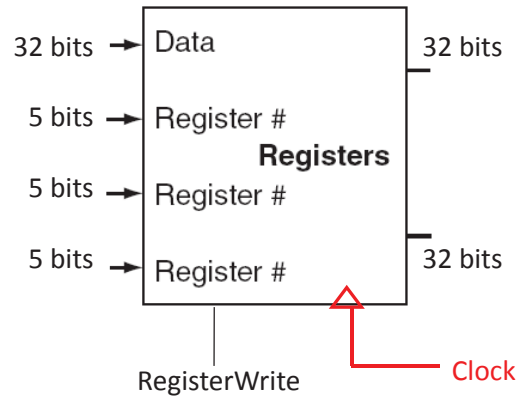 32 bits Data 32 bits
5 bits Register #
Registers
5 bits Register #
5 bits Register # 32 bits
RegisterWrite Clock